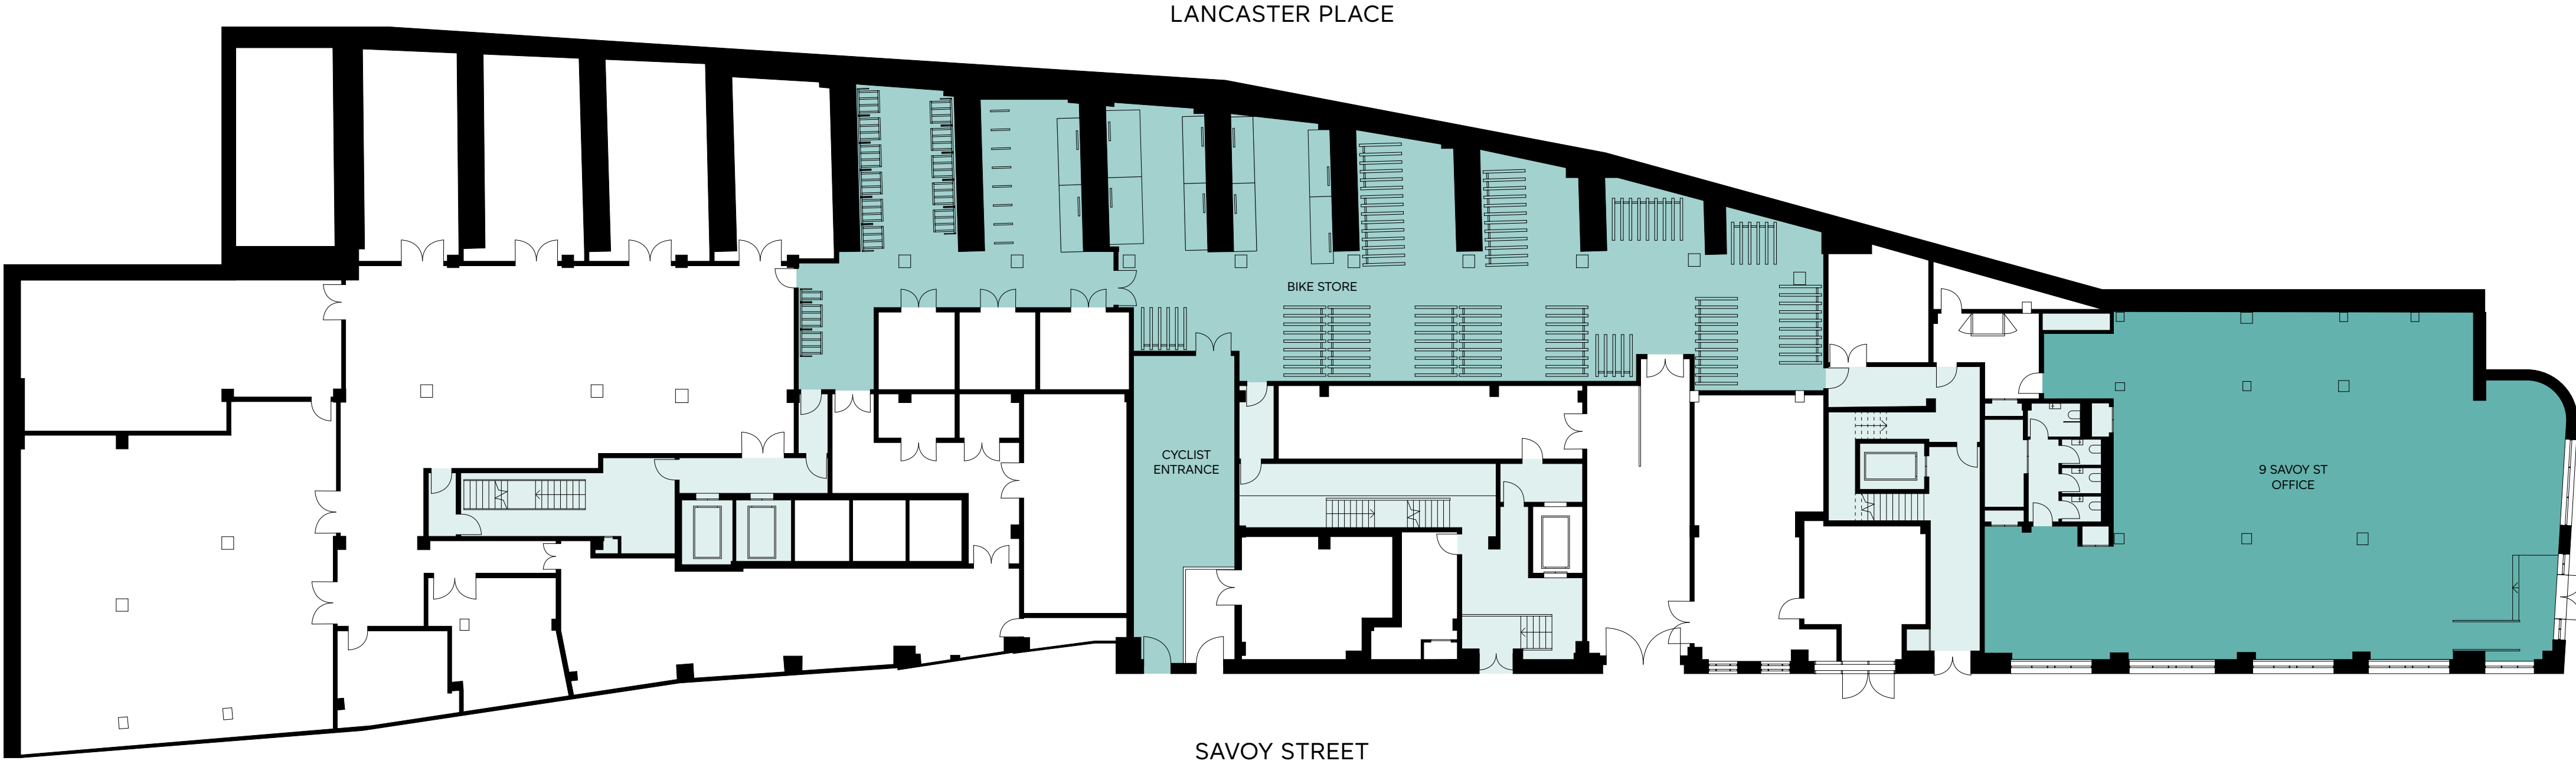 LANCASTER PLACE
BIKE STORE
CYCLIST
ENTRANCE
9 SAVOY ST
OFFICE
SAVOY STREET